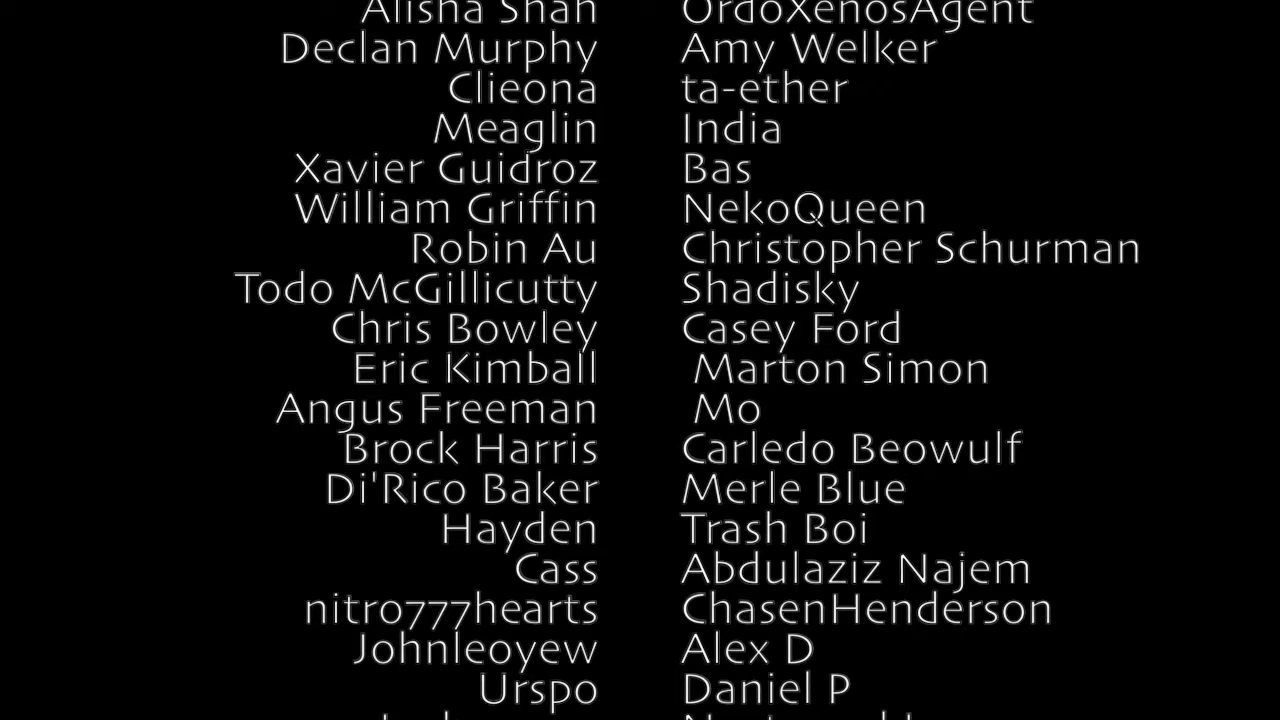 Alisha Shah OrdoXenosAgent
Declan Murphy Amy Welker
Clieona ta-ether
Meaglin India
Xavier Guidroz Bas
William Griffin NekoQueen
Robin Au Christopher Schurman
Todo McGillicutty Shadisky
Chris Bowley Casey Ford
Eric Kimball Marton Simon
Angus Freeman Mo
Brock Harris Carledo Beowulf
Di'Rico Baker Merle Blue
Hayden Trash Boi
Cass Abdulaziz Najem
nitro777hearts ChasenHenderson
Johnleoyew Alex D
Urspo Daniel P